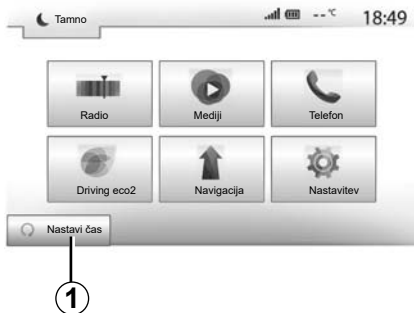 Tamno
--°C
18:49
Radio
Mediji
Telefon
Driving eco2
Navigacija
Nastavitev
Nastavi čas
1